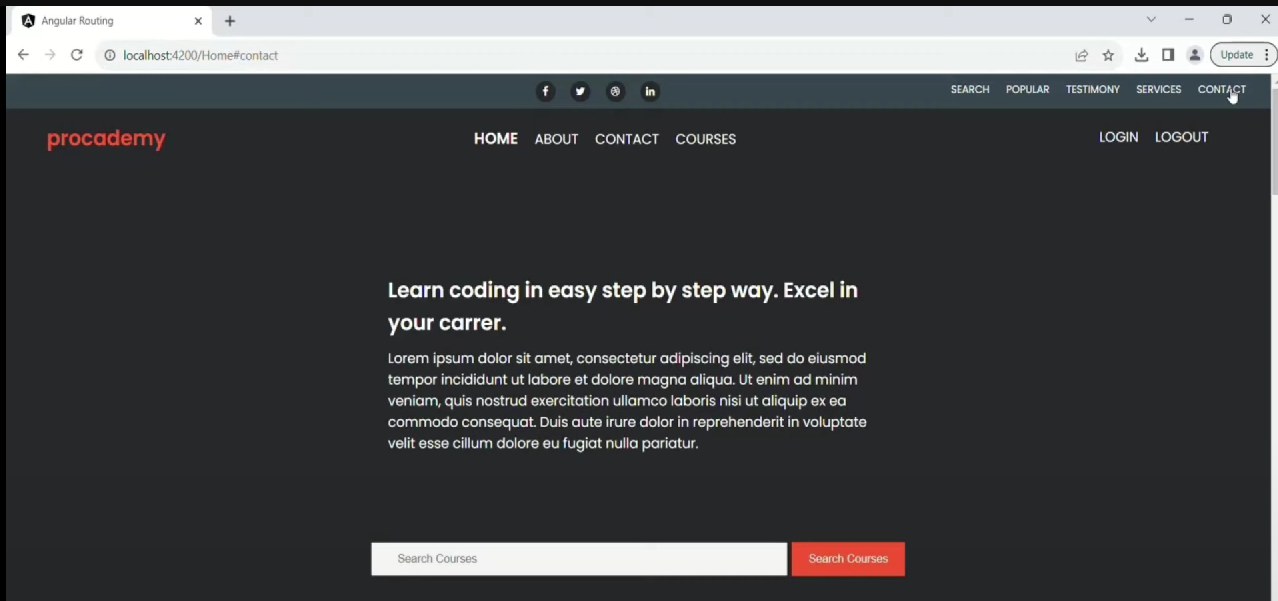 Angular Routing
localhost:4200/Home#contact
Update
f in
SEARCH POPULAR TESTIMONY SERVICES CONTACT
procademy
HOME ABOUT CONTACT COURSES
LOGIN LOGOUT
Learn coding in easy step by step way. Excel in
your carrer.
Lorem ipsum dolor sit amet, consectetur adipiscing elit, sed do eiusmod
tempor incididunt ut labore et dolore magna aliqua. Ut enim ad minim
veniam, quis nostrud exercitation ullamco laboris nisi ut aliquip ex ea
commodo consequat. Duis aute irure dolor in reprehenderit in voluptate
velit esse cillum dolore eu fugiat nulla pariatur.
Search Courses
Search Courses